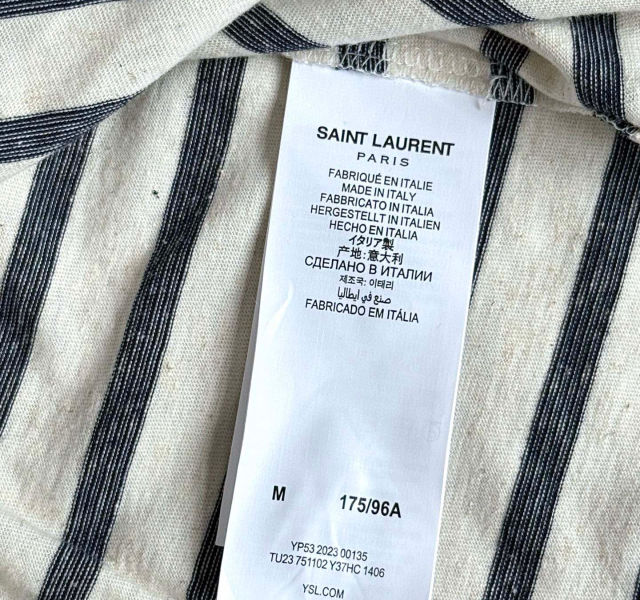 SAINT LAURENT
PARIS
FABRIQUÉ EN ITALIE
MADE IN ITALY
FABBRICATO IN ITALIA
HERGESTELLT IN ITALIEN
HECHO EN ITALIA
イタリア製
产地:意大利
СДЕЛАНО В ИТАЛИИ
제조국: 이태리
صنع في ايطاليا
FABRICADO EM ITÁLIA
M 175/96A
YP53 2023 00135
TU23 751102 Y37HC 1406
YSL.COM